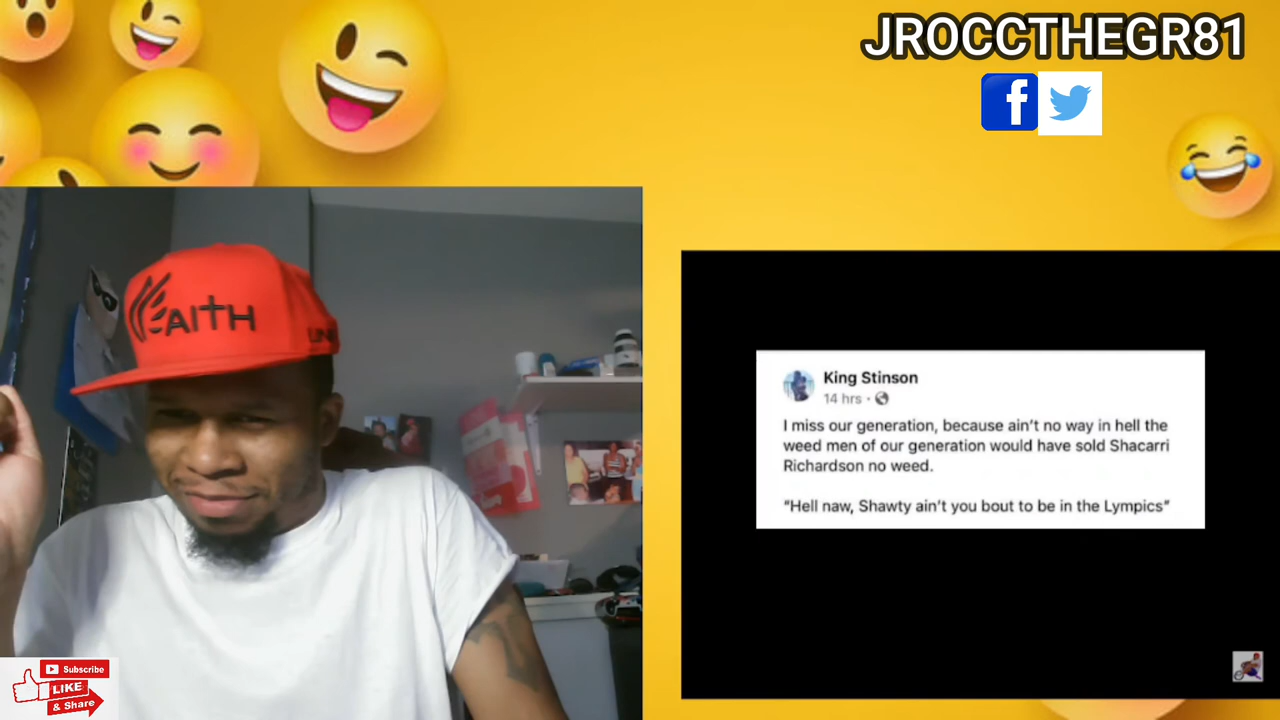 JROCCTHEGR81
FAITH
King Stinson
14 hrs
I miss our generation, because ain't no way in hell the
weed men of our generation would have sold Shacarri
Richardson no weed.
"Hell naw, Shawty ain't you bout to be in the Lympics"
Subscribe
LIKE
& Share